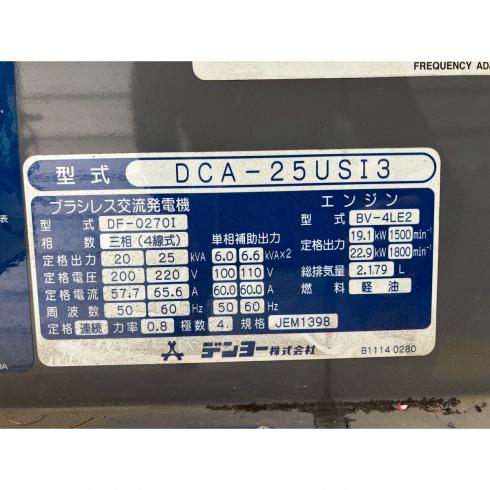 FREQUENCY AD
型式 DCA-25USI3
ブラシレス交流発電機 エンジン
型式 DF-0270I 型式 BV-4LE2
相数 三相(4線式) 単相補助出力 定格出力 19.1 kW 1500 min⁻¹
定格出力 20 25 kVA 6.0 6.6 kVA×2 22.9 kW 1800 min⁻¹
定格電圧 200 220 V 100 110 V 総排気量 2.179 L
定格電流 57.7 65.6 A 60.0 60.0 A 燃料 軽油
周波数 50 60 Hz 50 60 Hz
定格 連続 力率 0.8 極数 4 規格 JEM1398
デンヨー株式会社 B1114 0280